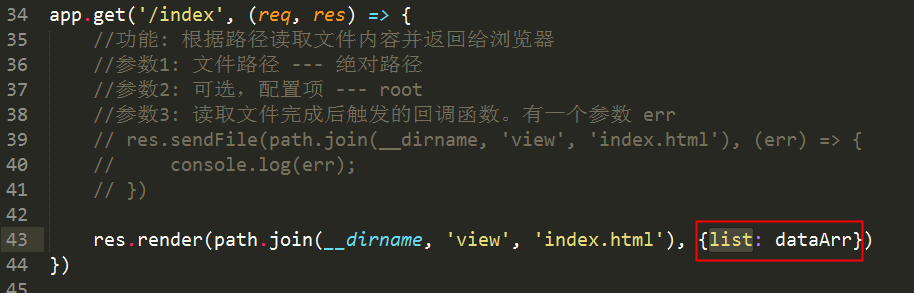 34 app.get('/index', (req, res) => {
35 //功能: 根据路径读取文件内容并返回给浏览器
36 //参数1: 文件路径 --- 绝对路径
37 //参数2: 可选，配置项 --- root
38 //参数3: 读取文件完成后触发的回调函数。有一个参数 err
39 // res.sendFile(path.join(__dirname, 'view', 'index.html'), (err) => {
40 //     console.log(err);
41 // })
42
43 res.render(path.join(__dirname, 'view', 'index.html'), {list: dataArr})
44 })
45